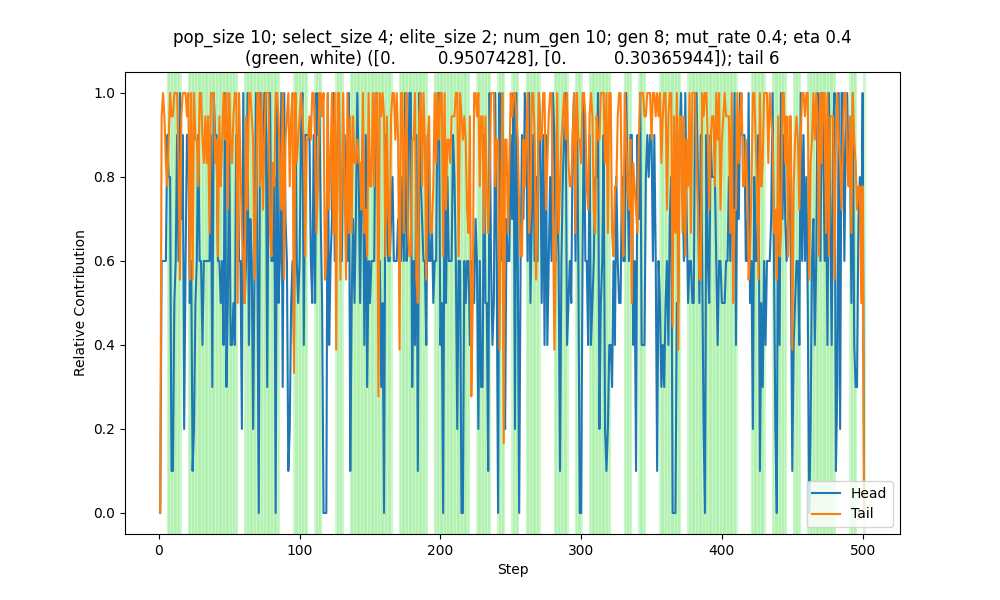 pop_size 10; select_size 4; elite_size 2; num_gen 10; gen 8; mut_rate 0.4; eta 0.4
(green, white) ([0.        0.9507428], [0.         0.30365944]); tail 6
1.0
0.8
0.6
0.4
0.2
0.0
Relative Contribution
Head
Tail
0 100 200 300 400 500
Step